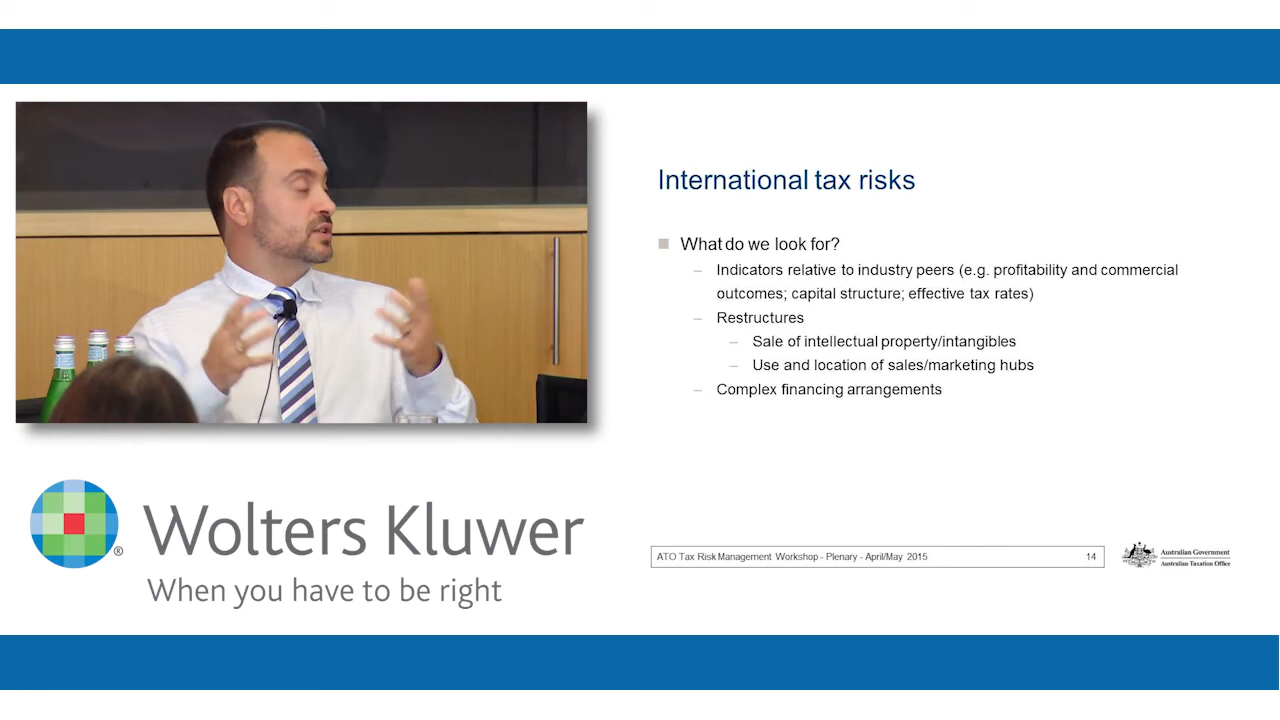 International tax risks
What do we look for?
– Indicators relative to industry peers (e.g. profitability and commercial
outcomes; capital structure; effective tax rates)
– Restructures
– Sale of intellectual property/intangibles
– Use and location of sales/marketing hubs
– Complex financing arrangements
Wolters Kluwer
®
When you have to be right
ATO Tax Risk Management Workshop - Plenary - April/May 2015 14
Australian Government
Australian Taxation Office